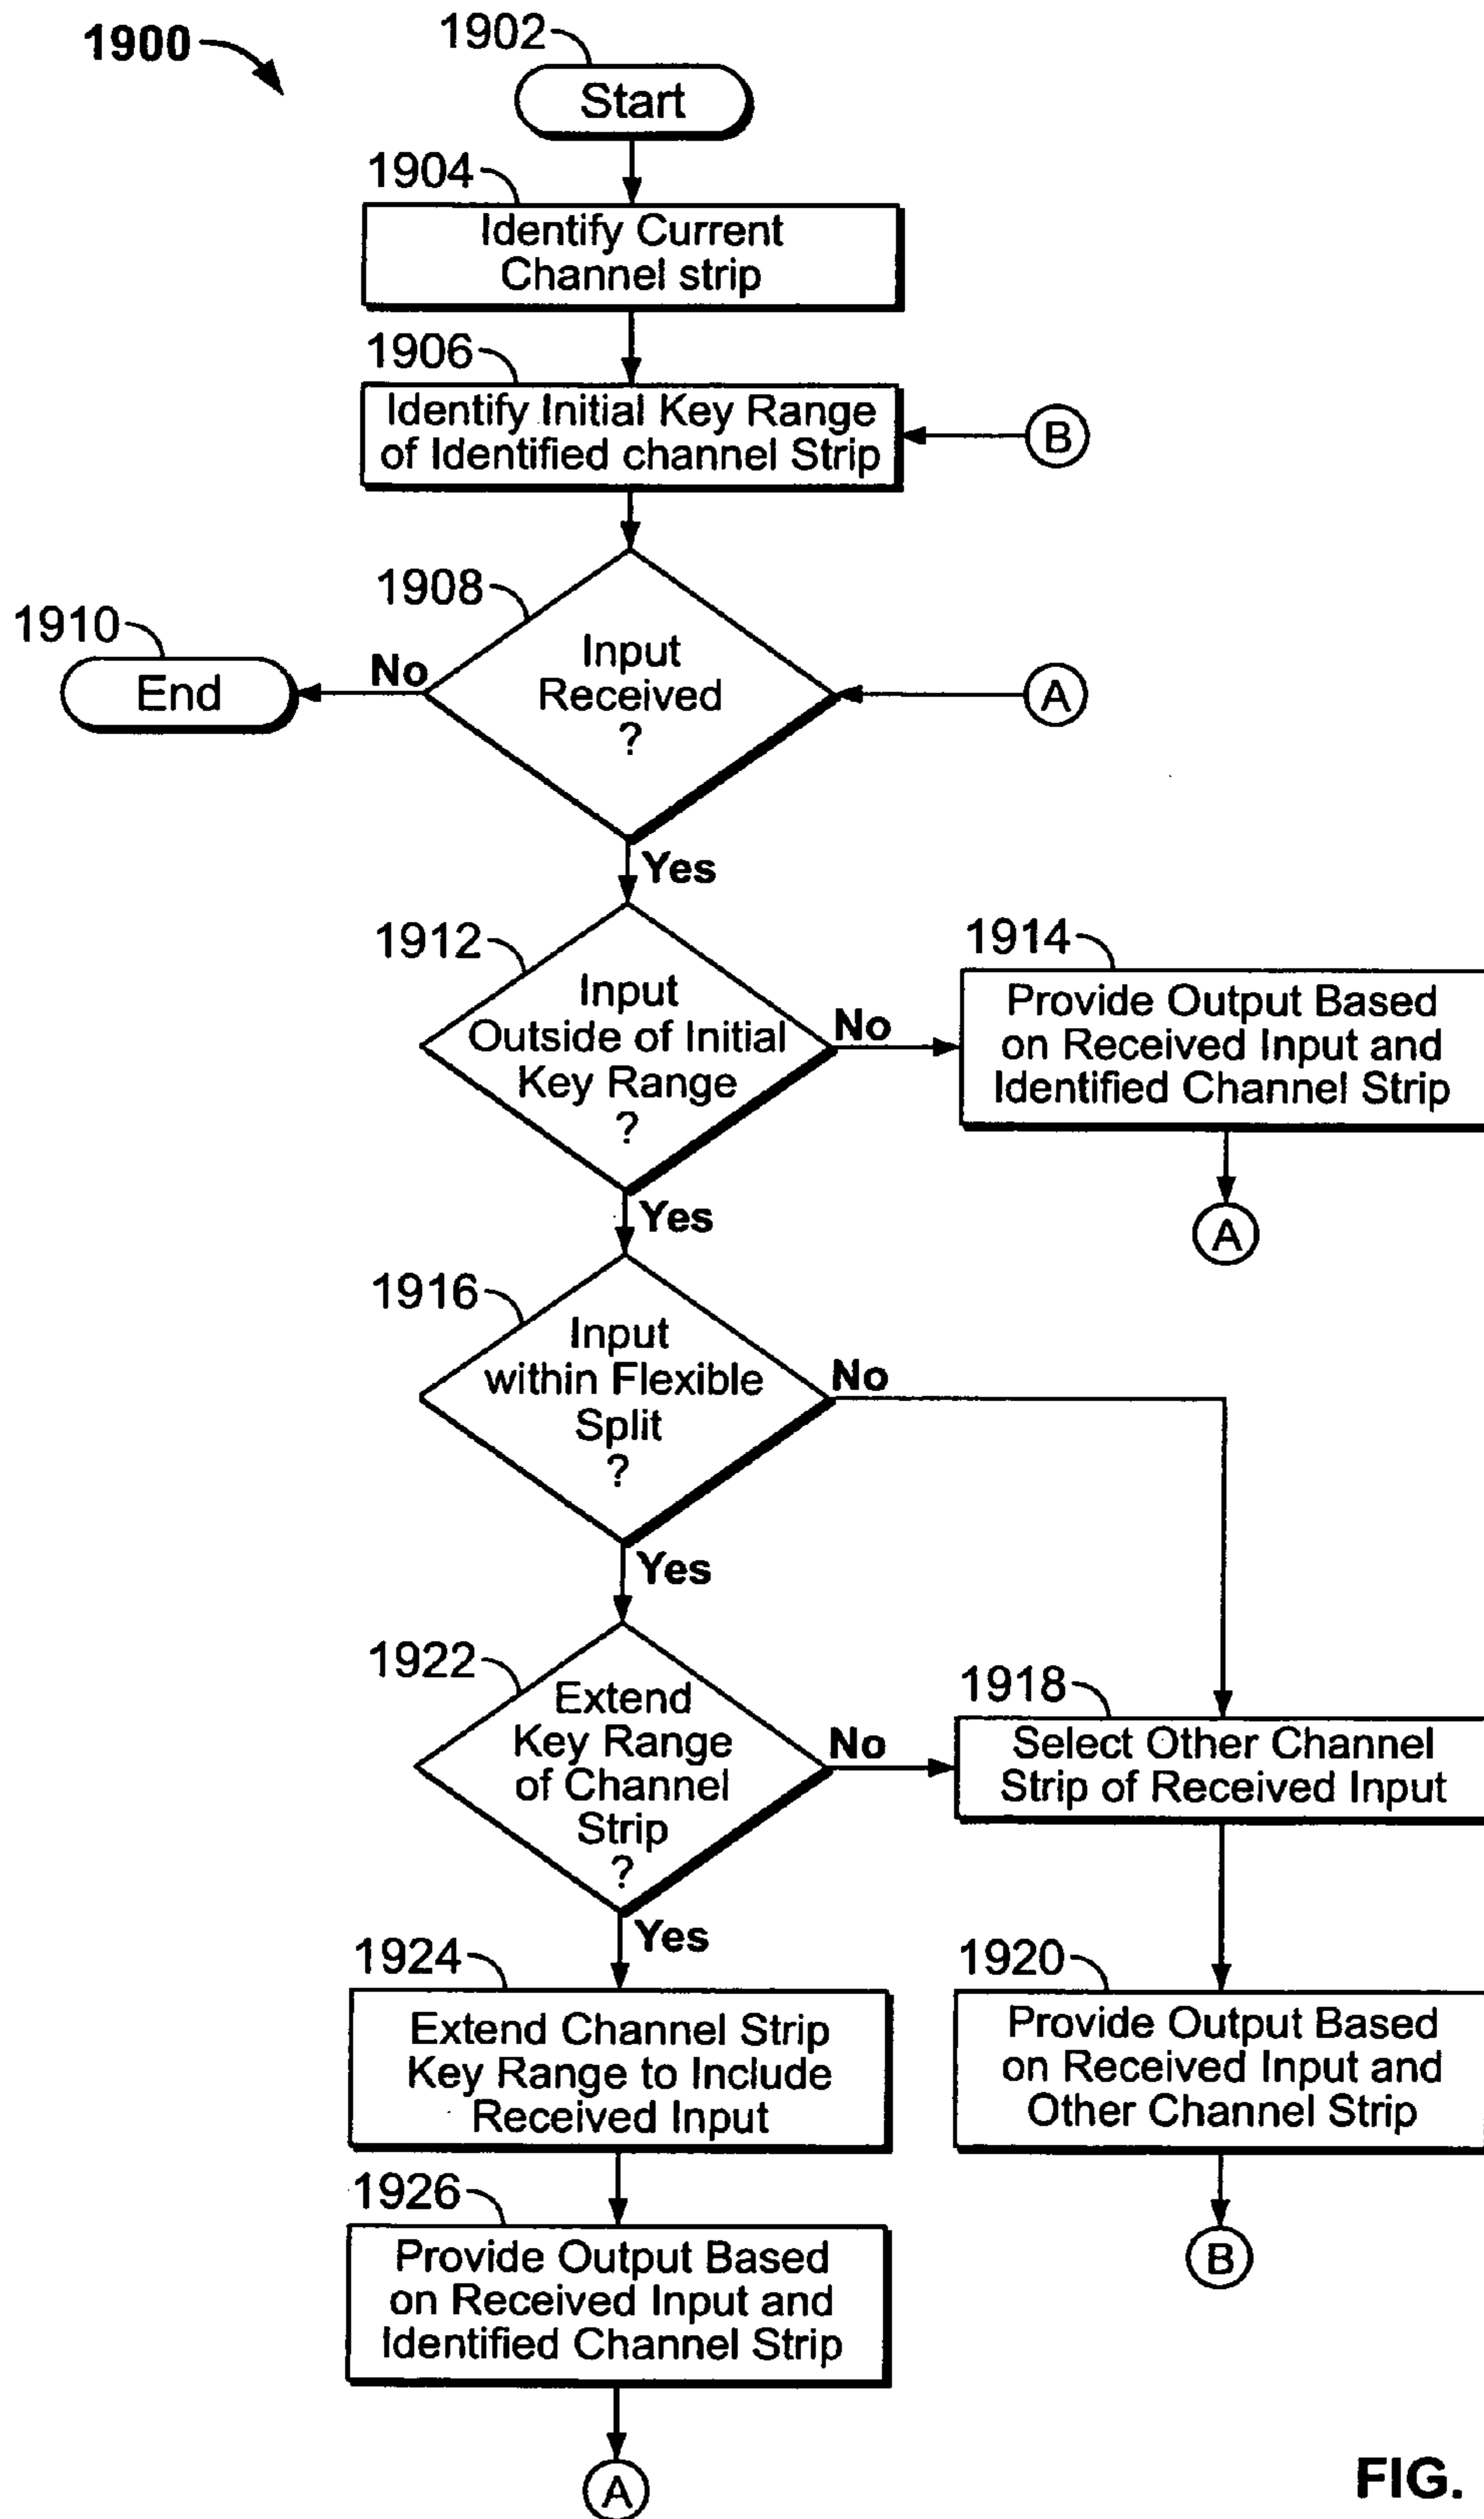 1900
1902
Start
1904
Identify Current
Channel strip
1906
Identify Initial Key Range
of Identified channel Strip
B
1908
Input
Received
?
1910
End
No
A
Yes
1912
Input
Outside of Initial
Key Range
?
No
1914
Provide Output Based
on Received Input and
Identified Channel Strip
A
Yes
1916
Input
within Flexible
Split
?
No
Yes
1922
Extend
Key Range
of Channel
Strip
?
No
1918
Select Other Channel
Strip of Received Input
Yes
1924
Extend Channel Strip
Key Range to Include
Received Input
1920
Provide Output Based
on Received Input and
Other Channel Strip
B
1926
Provide Output Based
on Received Input and
Identified Channel Strip
A
FIG.